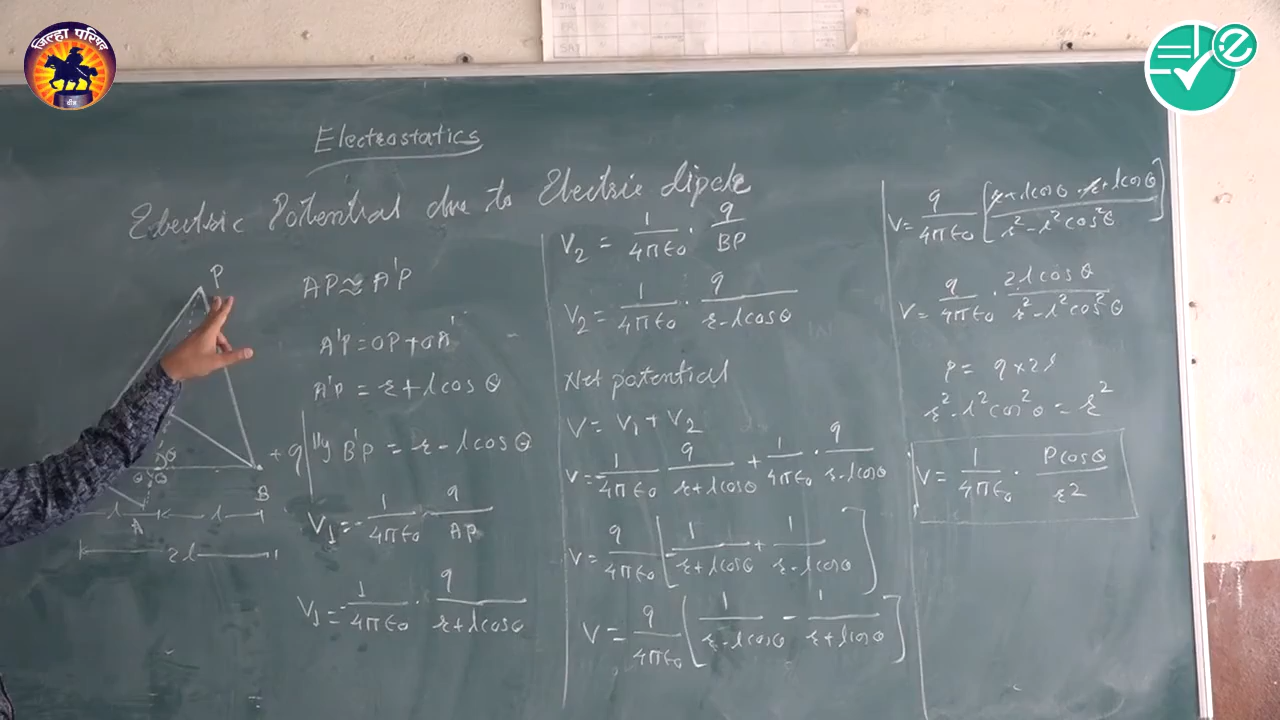 जिल्हा परिषद
बीड
SAT
Electrostatics
Electric Potential due to Electric dipole
P
+q
θ
B
A
l
l
2l
AP ≈ A'P
A'P = OP + OA'
A'P = r + l cos θ
||ly B'P = r - l cos θ
V₁ = - 1/4πε₀ · q/AP
V₁ = - 1/4πε₀ · q/r + l cos θ
V₂ = 1/4πε₀ · q/BP
V₂ = 1/4πε₀ · q/r - l cos θ
Net potential
V = V₁ + V₂
V = - 1/4πε₀ q/r + l cos θ + 1/4πε₀ · q/r - l cos θ
V = q/4πε₀ [ - 1/r + l cos θ + 1/r - l cos θ ]
V = q/4πε₀ [ 1/r - l cos θ - 1/r + l cos θ ]
V = q/4πε₀ [ r + l cos θ - r + l cos θ / r² - l² cos² θ ]
V = q/4πε₀ · 2 l cos θ / r² - l² cos² θ
P = q × 2l
r² - l² cos² θ = r²
V = 1/4πε₀ · P cos θ / r²